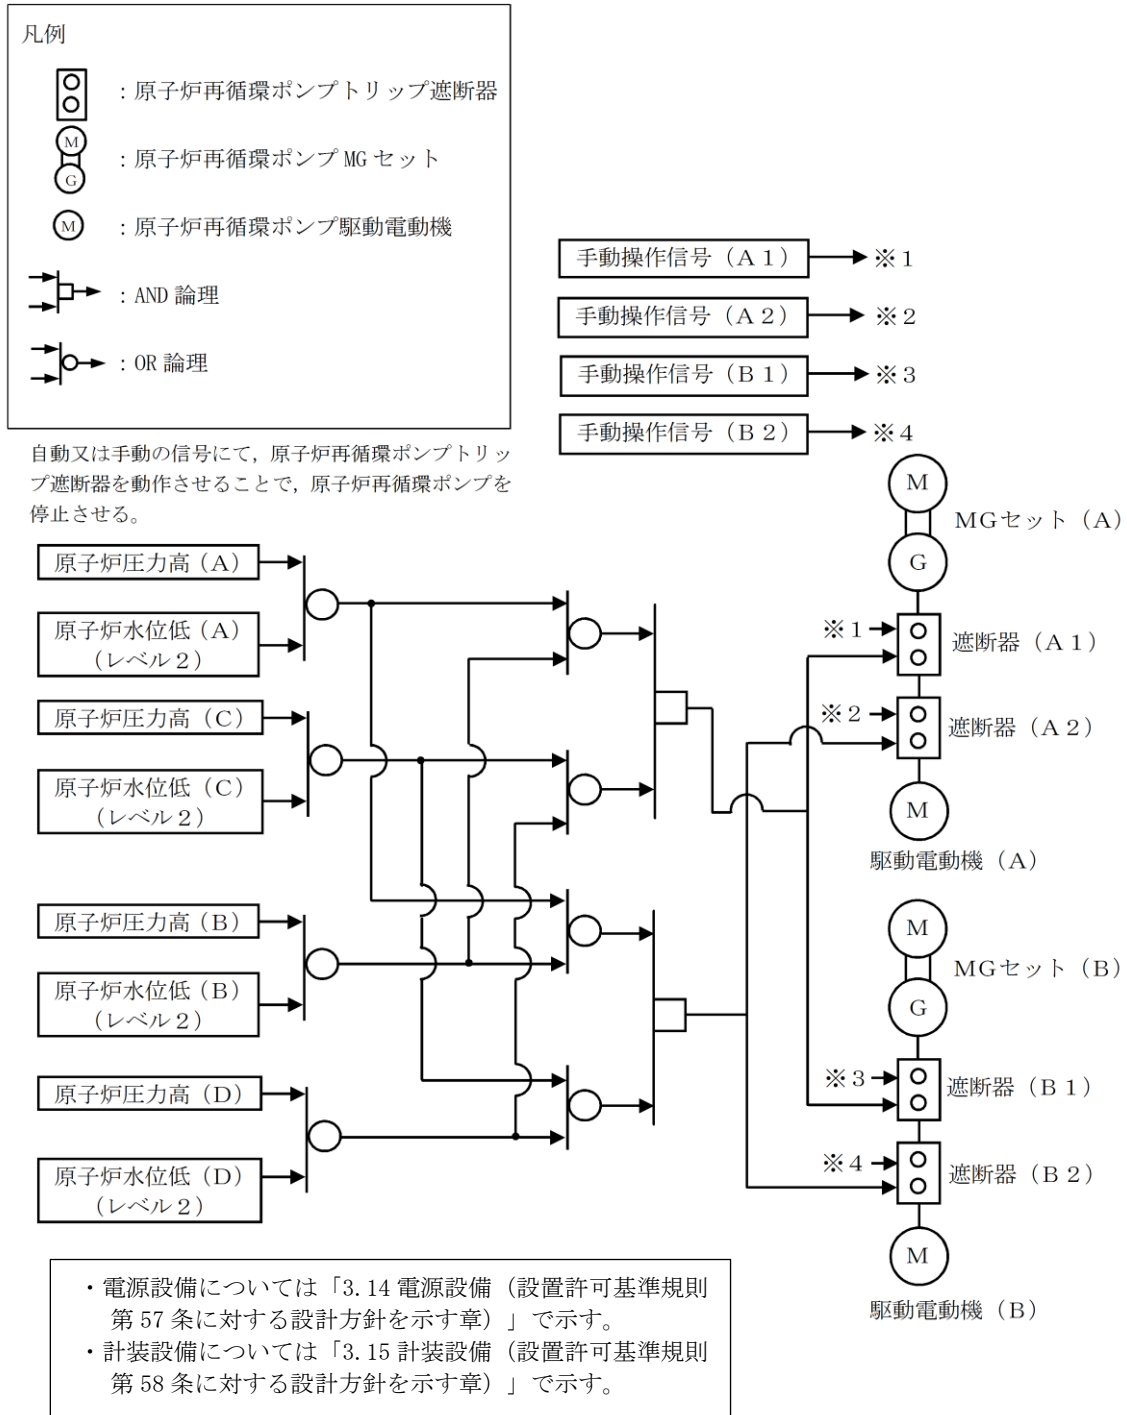 凡例
：原子炉再循環ポンプトリップ遮断器
M
G
：原子炉再循環ポンプ MG セット
M
：原子炉再循環ポンプ駆動電動機
：AND 論理
：OR 論理
自動又は手動の信号にて，原子炉再循環ポンプトリッ
プ遮断器を動作させることで，原子炉再循環ポンプを
停止させる。
手動操作信号（Ａ１）
※１
手動操作信号（Ａ２）
※２
手動操作信号（Ｂ１）
※３
手動操作信号（Ｂ２）
※４
原子炉圧力高（Ａ）
原子炉水位低（Ａ）
（レベル２）
原子炉圧力高（Ｃ）
原子炉水位低（Ｃ）
（レベル２）
原子炉圧力高（Ｂ）
原子炉水位低（Ｂ）
（レベル２）
原子炉圧力高（Ｄ）
原子炉水位低（Ｄ）
（レベル２）
M
G
ＭＧセット（Ａ）
※１
遮断器（Ａ１）
※２
遮断器（Ａ２）
M
駆動電動機（Ａ）
M
G
ＭＧセット（Ｂ）
※３
遮断器（Ｂ１）
※４
遮断器（Ｂ２）
M
駆動電動機（Ｂ）
・電源設備については「3.14 電源設備（設置許可基準規則
第 57 条に対する設計方針を示す章）」で示す。
・計装設備については「3.15 計装設備（設置許可基準規則
第 58 条に対する設計方針を示す章）」で示す。